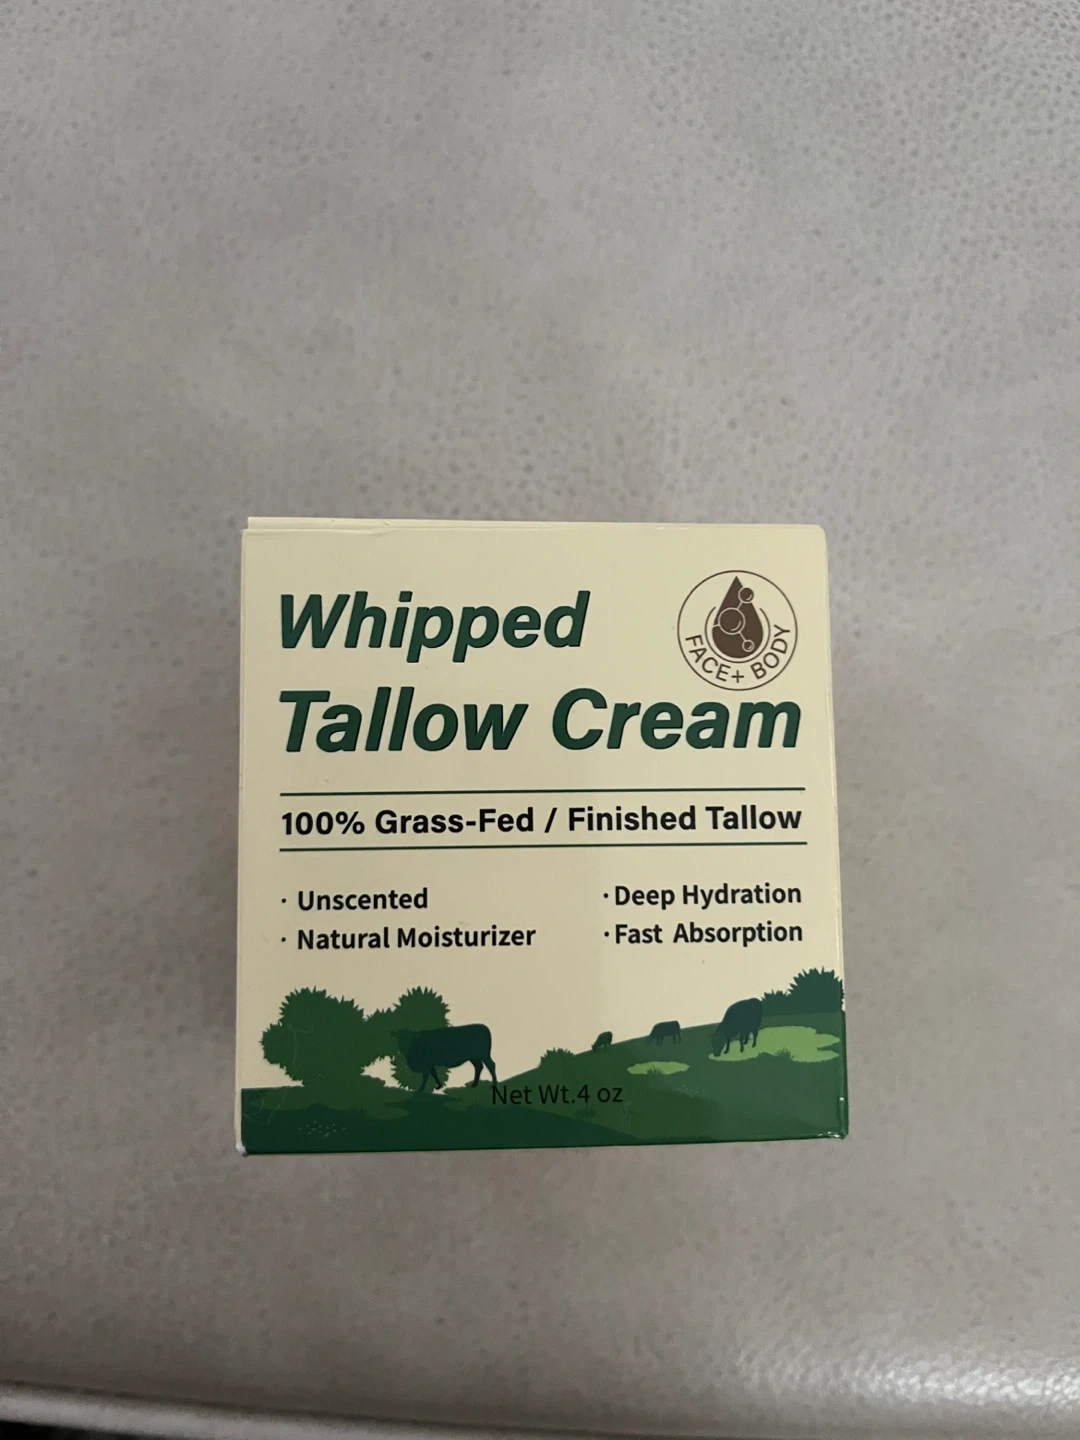 Whipped
FACE+ BODY
Tallow Cream
100% Grass-Fed / Finished Tallow
· Unscented
· Natural Moisturizer
· Deep Hydration
· Fast Absorption
Net Wt.4 oz